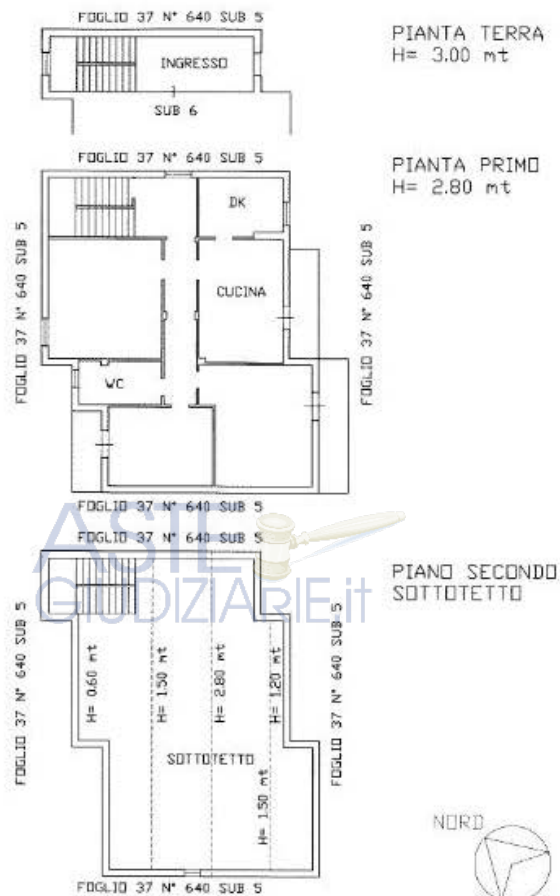 FOGLIO 37 N° 640 SUB 5
PIANTA TERRA
H= 3.00 mt
INGRESSO
SUB 6
FOGLIO 37 N° 640 SUB 5
PIANTA PRIMO
H= 2.80 mt
DK
FOGLIO 37 N° 640 SUB 5
FOGLIO 37 N° 640 SUB 5
CUCINA
WC
FOGLIO 37 N° 640 SUB 5
ASTE
GIUDIZIARIE.it
FOGLIO 37 N° 640 SUB 5
PIANO SECONDO
SOTTOTETTO
FOGLIO 37 N° 640 SUB 5
FOGLIO 37 N° 640 SUB 5
H= 0.60 mt
H= 1.50 mt
H= 2.80 mt
H= 1.20 mt
SOTTOTETTO
H= 1.50 mt
NORD
FOGLIO 37 N° 640 SUB 5